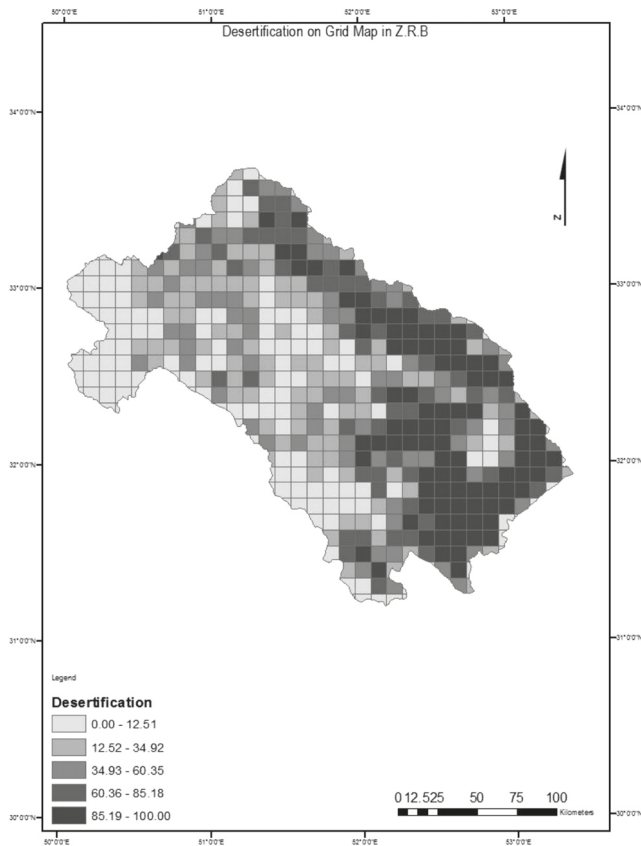 50°0'0"E 51°0'0"E 52°0'0"E 53°0'0"E
Desertification on Grid Map in Z.R.B
34°0'0"N 34°0'0"N
z
33°0'0"N 33°0'0"N
32°0'0"N 32°0'0"N
31°0'0"N 31°0'0"N
Legend
Desertification
0.00 - 12.51
12.52 - 34.92
34.93 - 60.35
60.36 - 85.18
85.19 - 100.00
0 12.525 50 75 100
Kilometers
30°0'0"N 30°0'0"N
50°0'0"E 51°0'0"E 52°0'0"E 53°0'0"E